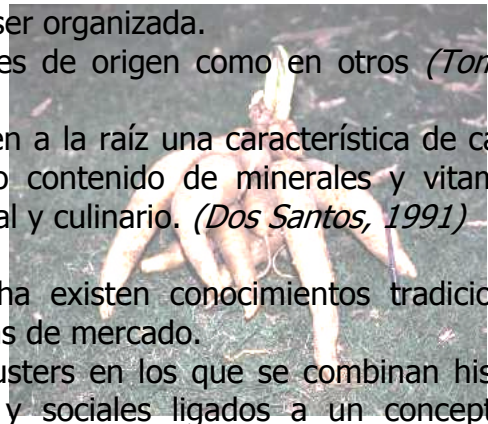 ser organizada.
es de origen como en otros (Ton
en a la raíz una característica de ca
o contenido de minerales y vitam
al y culinario. (Dos Santos, 1991)
ha existen conocimientos tradicio
s de mercado.
usters en los que se combinan his
y sociales ligados a un concept